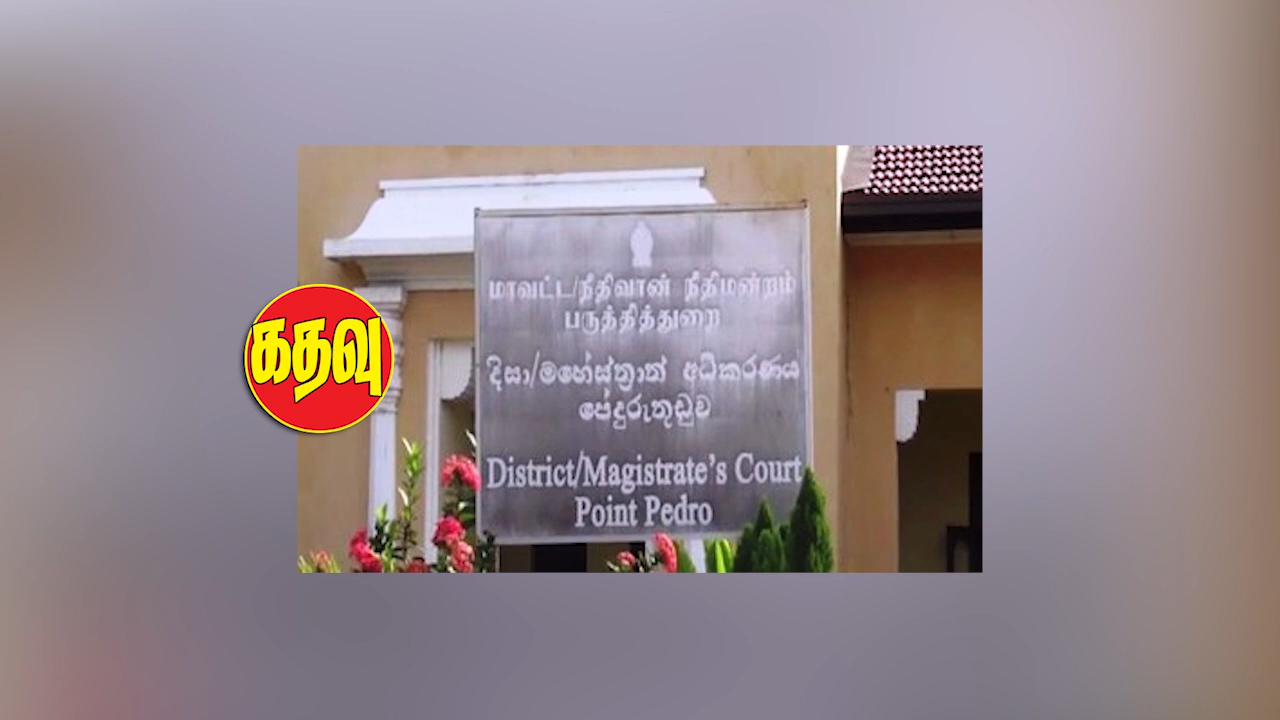 கதவு
மாவட்ட/நீதிவான் நீதிமன்றம்
பருத்தித்துறை
දිසා/මහේස්ත්‍රාත් අධිකරණය
පේදුරුතුඩුව
District/Magistrate's Court
Point Pedro